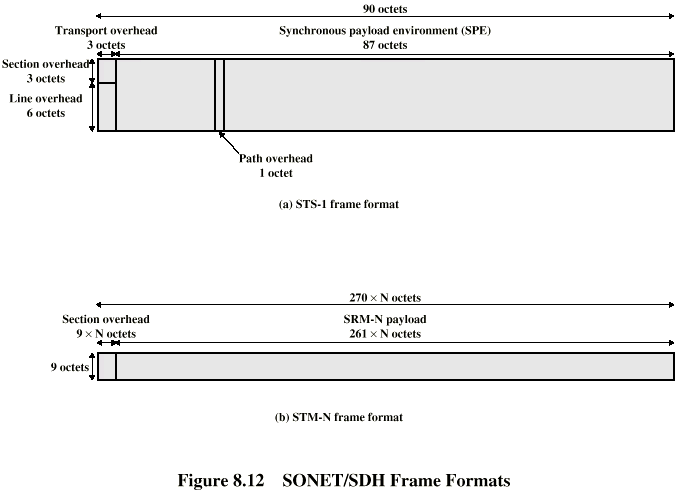 90 octets
Transport overhead
3 octets
Synchronous payload environment (SPE)
87 octets
Section overhead
3 octets
Line overhead
6 octets
Path overhead
1 octet
(a) STS-1 frame format
270 × N octets
Section overhead
9 × N octets
SRM-N payload
261 × N octets
9 octets
(b) STM-N frame format
Figure 8.12 SONET/SDH Frame Formats